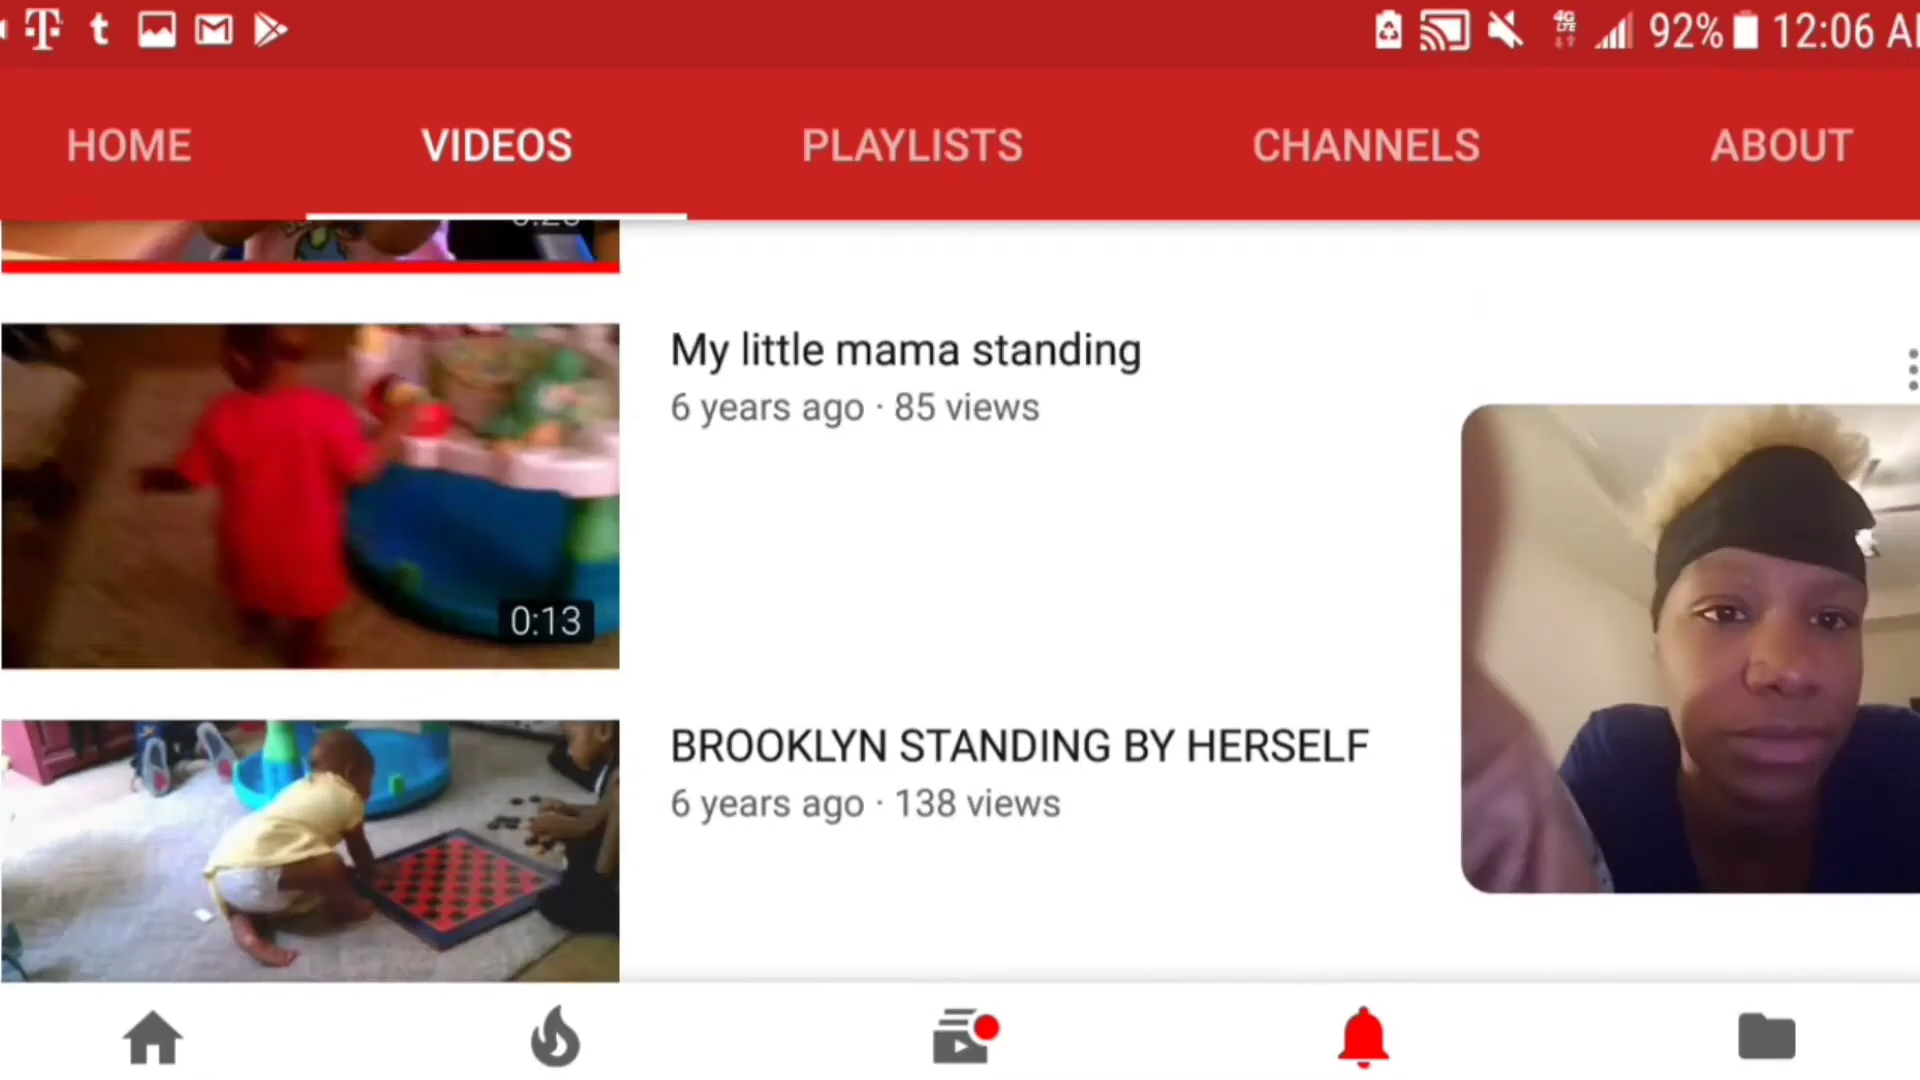 92% 12:06 A
HOME VIDEOS PLAYLISTS CHANNELS ABOUT
My little mama standing
6 years ago · 85 views
0:13
BROOKLYN STANDING BY HERSELF
6 years ago · 138 views